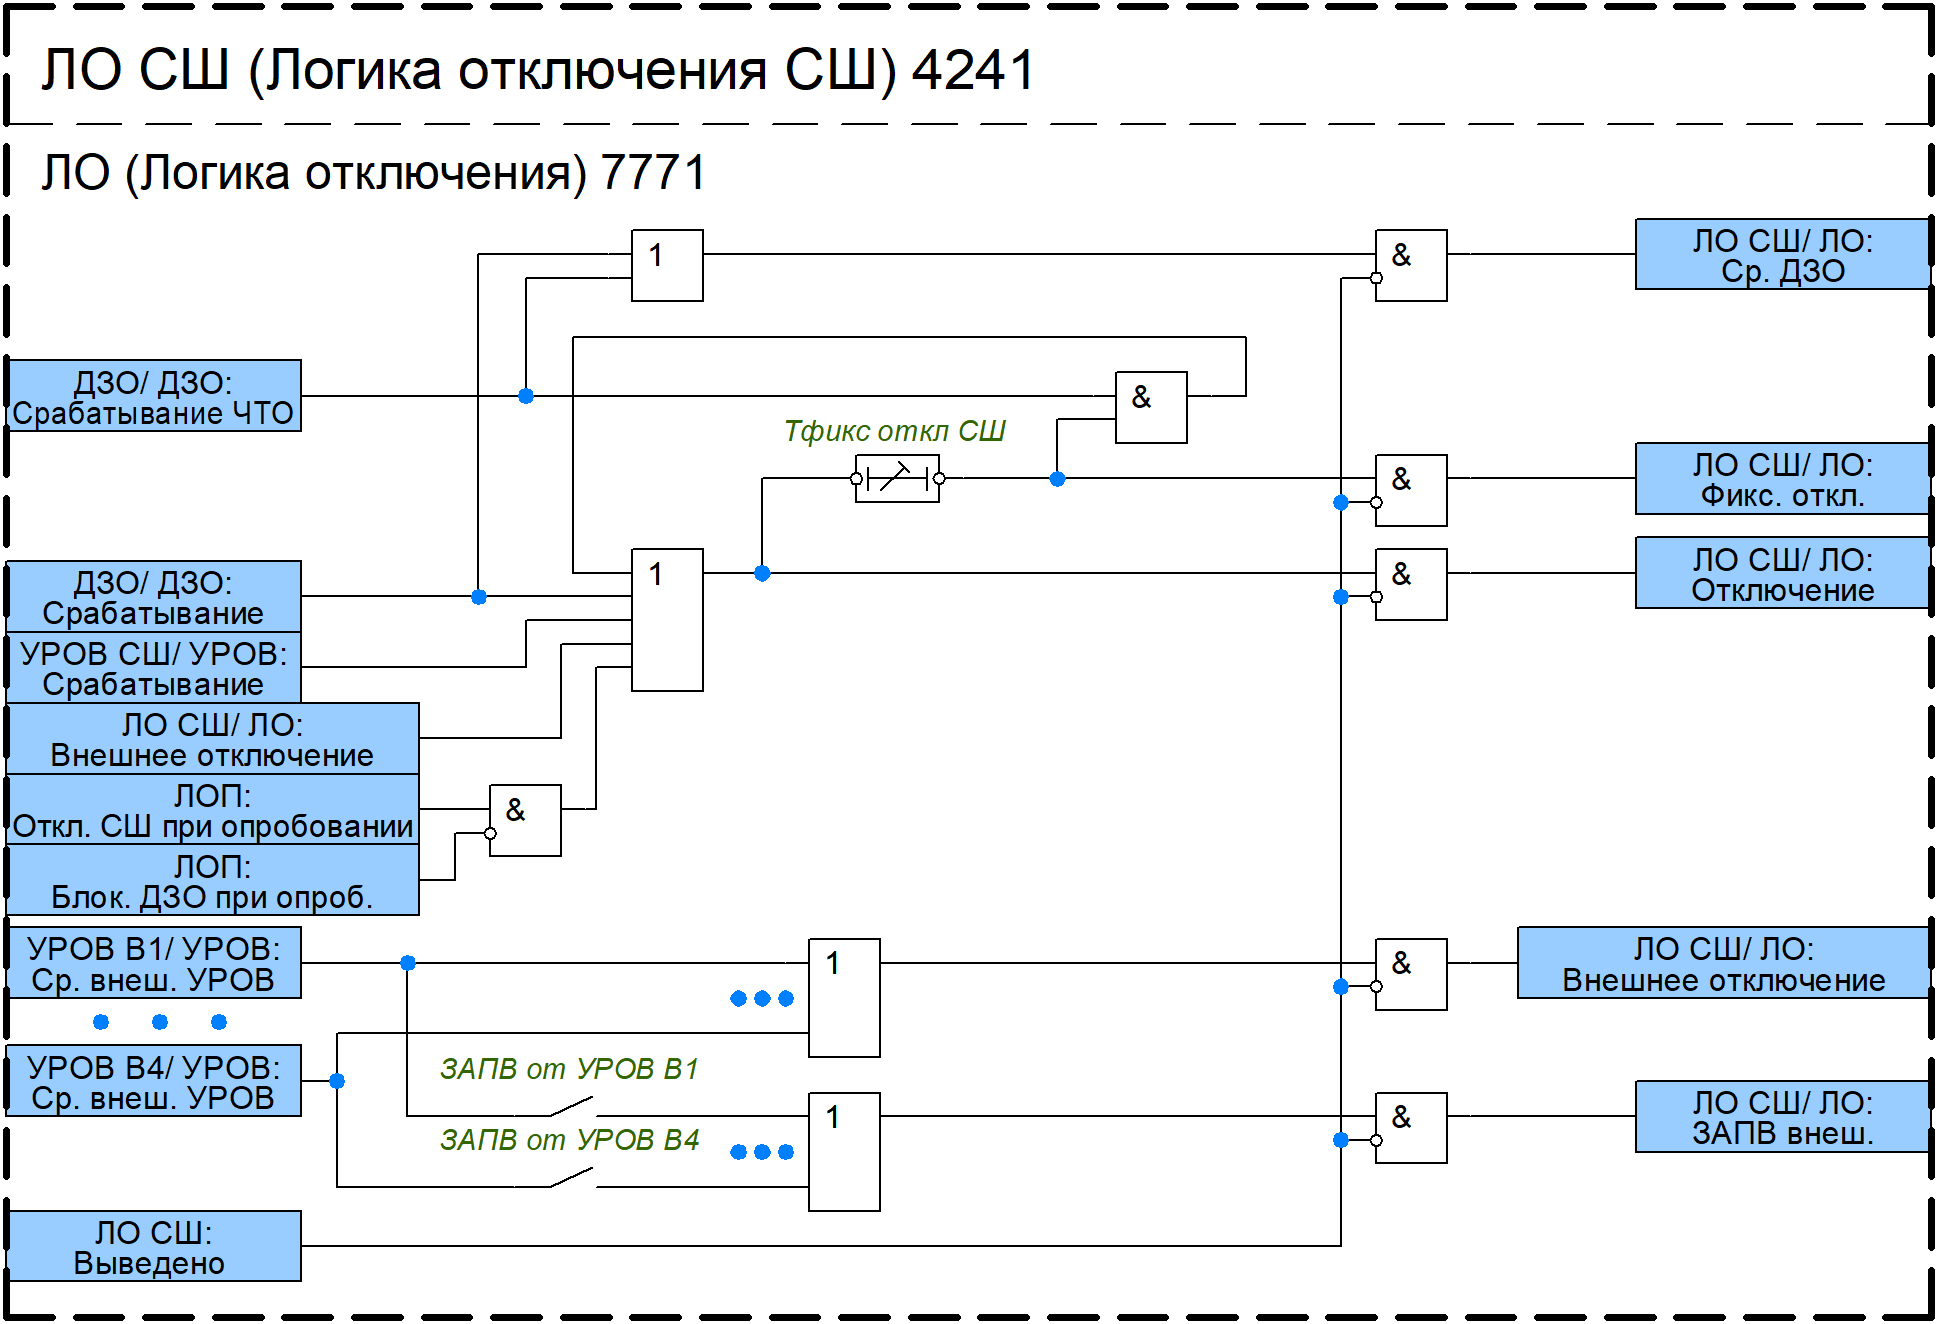 ЛО СШ (Логика отключения СШ) 4241
ЛО (Логика отключения) 7771
1
&
ЛО СШ/ ЛО:
Ср. ДЗО
ДЗО/ ДЗО:
Срабатывание ЧТО
&
Тфикс откл СШ
&
ЛО СШ/ ЛО:
Фикс. откл.
ДЗО/ ДЗО:
Срабатывание
1
&
ЛО СШ/ ЛО:
Отключение
УРОВ СШ/ УРОВ:
Срабатывание
ЛО СШ/ ЛО:
Внешнее отключение
ЛОП:
Откл. СШ при опробовании
&
ЛОП:
Блок. ДЗО при опроб.
УРОВ В1/ УРОВ:
Ср. внеш. УРОВ
1
&
ЛО СШ/ ЛО:
Внешнее отключение
УРОВ В4/ УРОВ:
Ср. внеш. УРОВ
ЗАПВ от УРОВ В1
ЗАПВ от УРОВ В4
1
&
ЛО СШ/ ЛО:
ЗАПВ внеш.
ЛО СШ:
Выведено